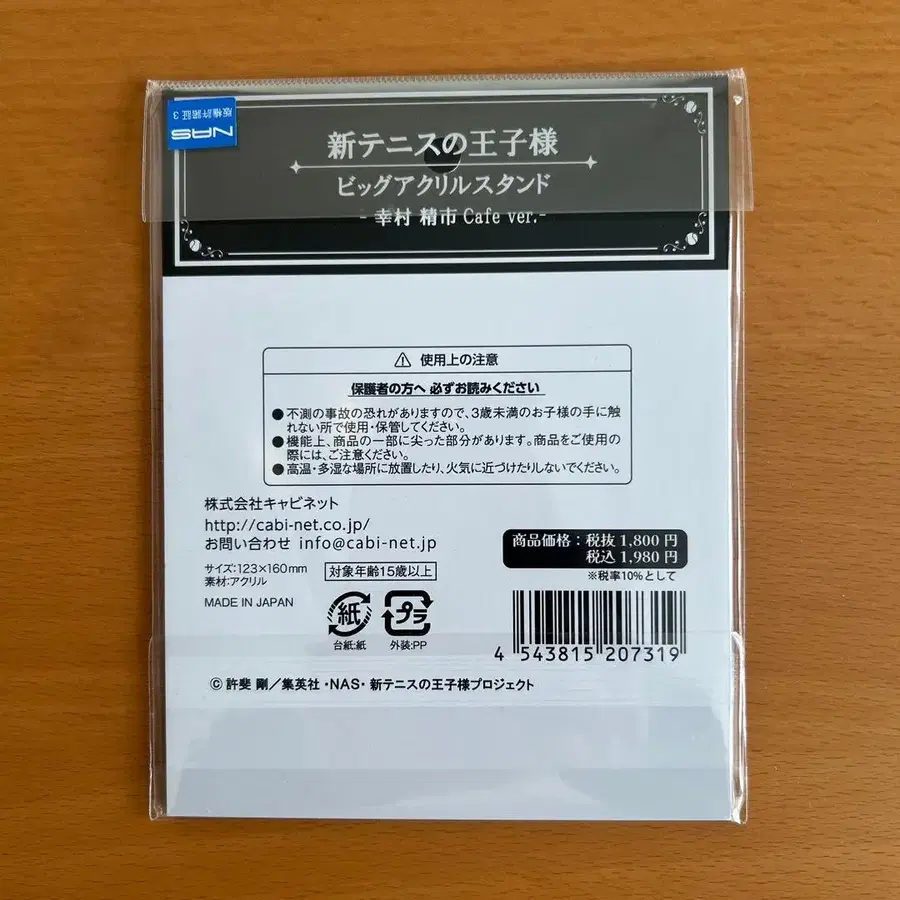 NAS
版権許諾証 3
新テニスの王子様
ビッグアクリルスタンド
- 幸村 精市 Cafe ver.-
使用上の注意
保護者の方へ 必ずお読みください
●不測の事故の恐れがありますので、3歳未満のお子様の手に触
れない所で使用・保管してください。
●機能上、商品の一部に尖った部分があります。商品をご使用の
際には、ご注意ください。
●高温・多湿な場所に放置したり、火気に近づけたりしないでください。
株式会社キャビネット
http://cabi-net.co.jp/
お問い合わせ info@cabi-net.jp
サイズ:123×160mm
素材:アクリル
対象年齢15歳以上
MADE IN JAPAN
商品価格:税抜 1,800 円
税込 1,980 円
※税率10%として
紙
プラ
台紙:紙
外装:PP
4 543815 207319
© 許斐 剛/集英社・NAS・新テニスの王子様プロジェクト